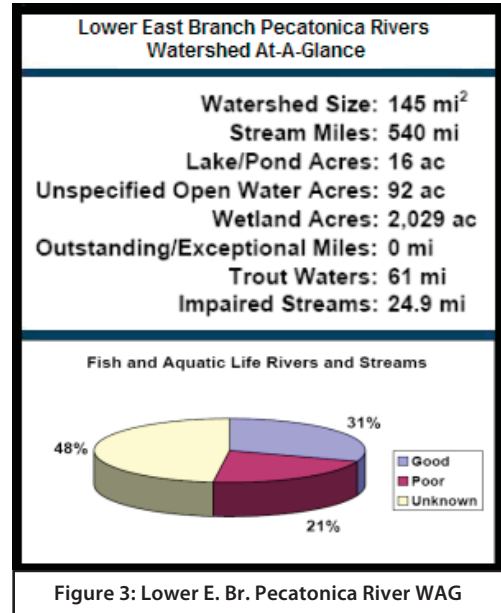 Lower East Branch Pecatonica Rivers
Watershed At-A-Glance
Watershed Size: 145 mi²
Stream Miles: 540 mi
Lake/Pond Acres: 16 ac
Unspecified Open Water Acres: 92 ac
Wetland Acres: 2,029 ac
Outstanding/Exceptional Miles: 0 mi
Trout Waters: 61 mi
Impaired Streams: 24.9 mi
Fish and Aquatic Life Rivers and Streams
31%
48%
21%
Good
Poor
Unknown
Figure 3: Lower E. Br. Pecatonica River WAG